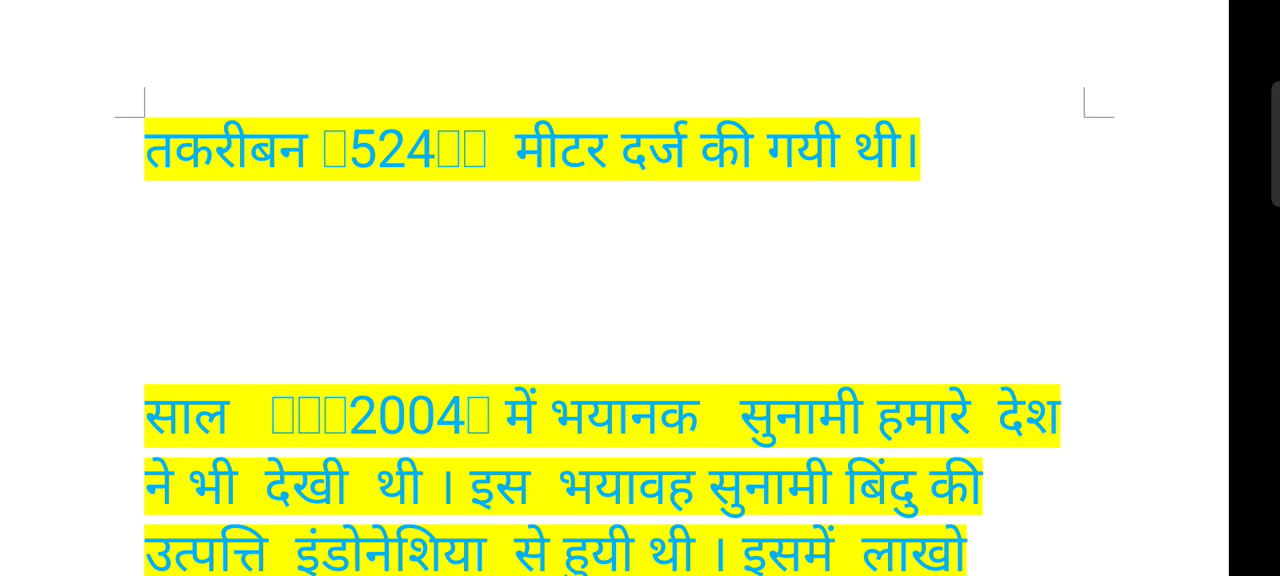 तकरीबन 524 मीटर दर्ज की गयी थी।
साल 2004 में भयानक सुनामी हमारे देश
ने भी देखी थी । इस भयावह सुनामी बिंदु की
उत्पत्ति इंडोनेशिया से हुयी थी । इसमें लाखो